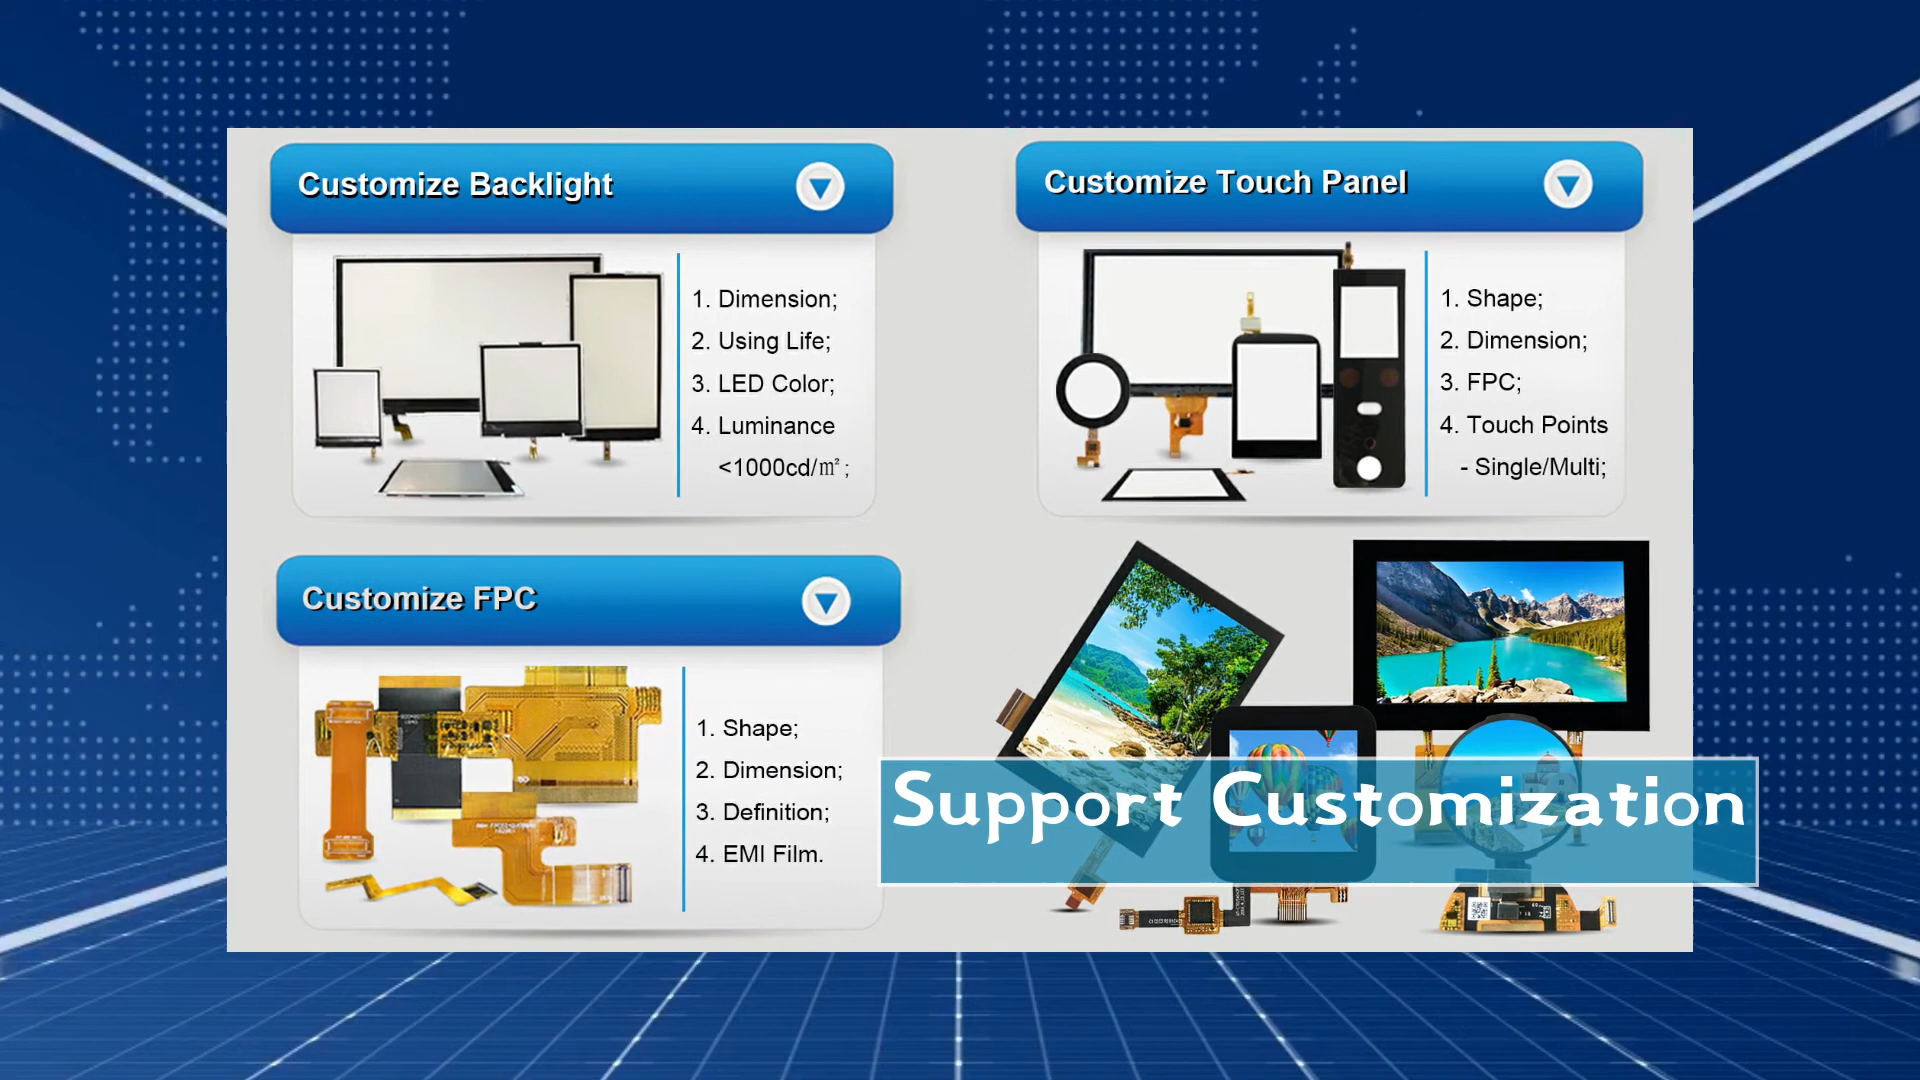 Customize Backlight
1. Dimension;
2. Using Life;
3. LED Color;
4. Luminance
<1000cd/㎡;
Customize Touch Panel
1. Shape;
2. Dimension;
3. FPC;
4. Touch Points
- Single/Multi;
Customize FPC
1. Shape;
2. Dimension;
3. Definition;
4. EMI Film.
Support Customization